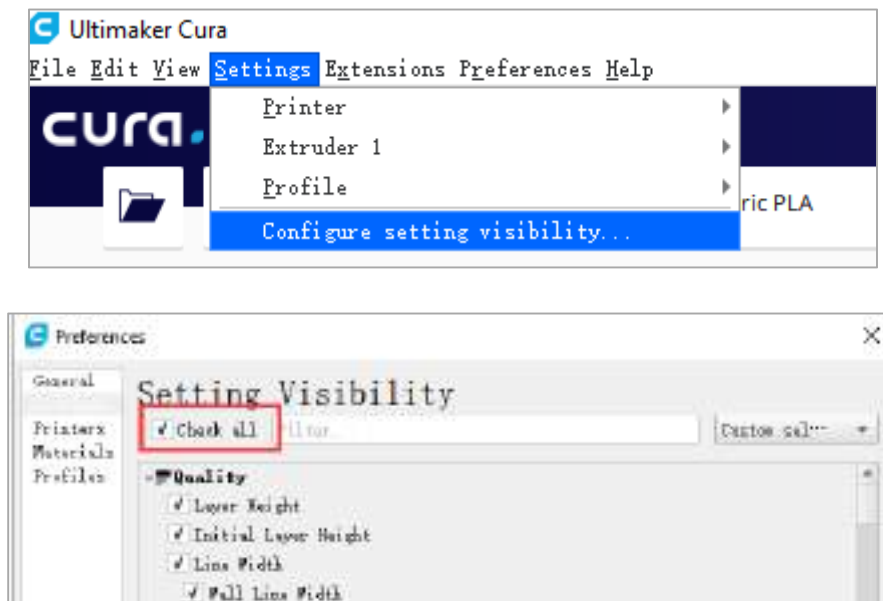 Ultimaker Cura
File Edit View Settings Extensions Preferences Help
cura.
Printer
Extruder 1
Profile
ric PLA
Configure setting visibility...
Preferences
General
Setting Visibility
Check all
Custom sel...
Printers
Materials
Profiles
Quality
Layer Height
Initial Layer Height
Line Width
Wall Line Width